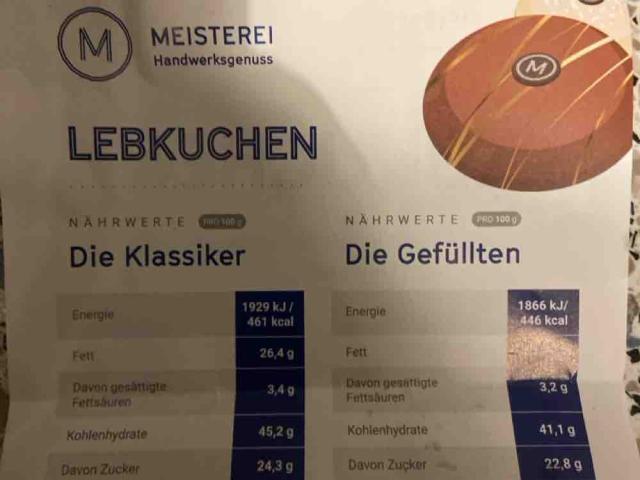 M
MEISTEREI
Handwerksgenuss
M
LEBKUCHEN
NÄHRWERTE PRO 100 g
Die Klassiker
Energie 1929 kJ /
461 kcal
Fett 26,4 g
Davon gesättigte
Fettsäuren 3,4 g
Kohlenhydrate 45,2 g
Davon Zucker 24,3 g
NÄHRWERTE PRO 100 g
Die Gefüllten
Energie 1866 kJ/
446 kcal
Fett
Davon gesättigte
Fettsäuren 3,2 g
Kohlenhydrate 41,1 g
Davon Zucker 22,8 g